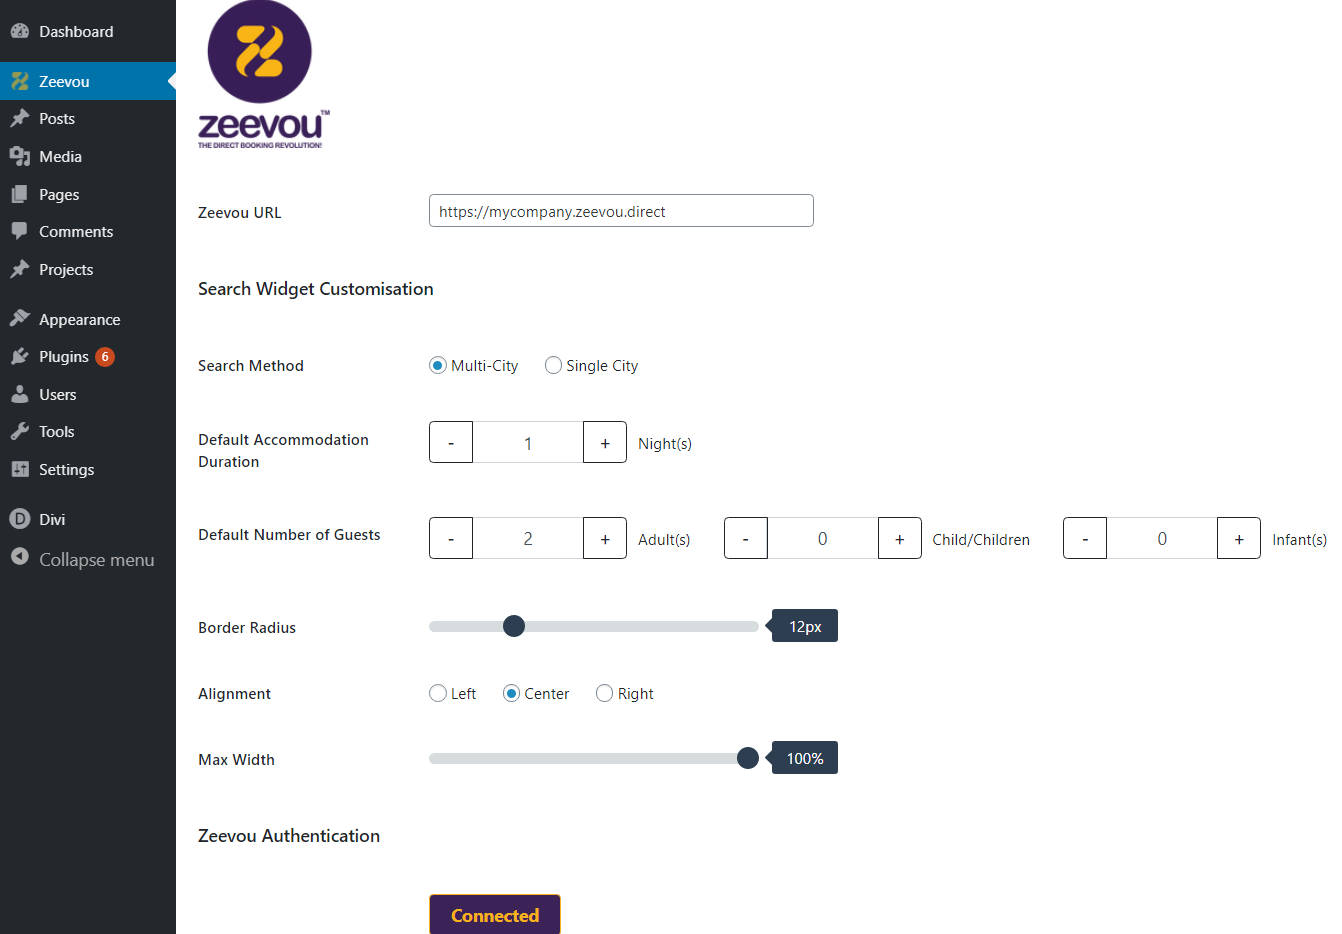 Dashboard
Zeevou
Posts
Media
Pages
Comments
Projects
Appearance
Plugins 6
Users
Tools
Settings
D Divi
Collapse menu
zeevou™
THE DIRECT BOOKING REVOLUTION!
Zeevou URL https://mycompany.zeevou.direct
Search Widget Customisation
Search Method Multi-City Single City
Default Accommodation
Duration
- 1 + Night(s)
Default Number of Guests - 2 + Adult(s) - 0 + Child/Children - 0 + Infant(s)
Border Radius 12px
Alignment Left Center Right
Max Width 100%
Zeevou Authentication
Connected